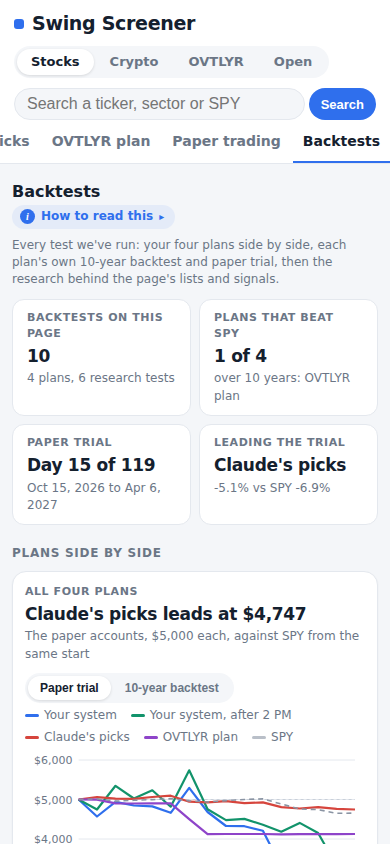 Swing Screener
Stocks Crypto OVTLYR Open
Search a ticker, sector or SPY Search
icks OVTLYR plan Paper trading Backtests
Backtests
i How to read this ▸
Every test we've run: your four plans side by side, each
plan's own 10-year backtest and paper trial, then the
research behind the page's lists and signals.
BACKTESTS ON THIS
PAGE
10
4 plans, 6 research tests
PLANS THAT BEAT
SPY
1 of 4
over 10 years: OVTLYR
plan
PAPER TRIAL
Day 15 of 119
Oct 15, 2026 to Apr 6,
2027
LEADING THE TRIAL
Claude's picks
-5.1% vs SPY -6.9%
PLANS SIDE BY SIDE
ALL FOUR PLANS
Claude's picks leads at $4,747
The paper accounts, $5,000 each, against SPY from the
same start
Paper trial 10-year backtest
Your system Your system, after 2 PM
Claude's picks OVTLYR plan SPY
$6,000
$5,000
$4,000